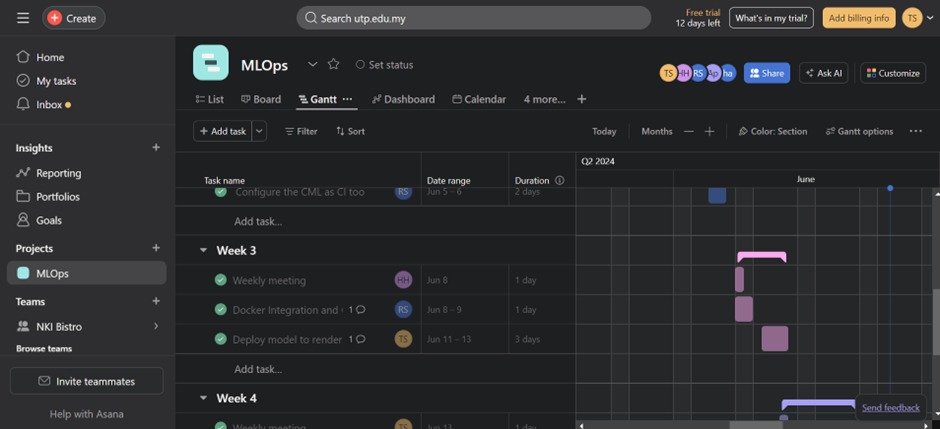 Create
Search utp.edu.my
Free trial
12 days left
What's in my trial?
Add billing info
TS
Home
My tasks
Inbox
Insights
Reporting
Portfolios
Goals
Projects
MLOps
Teams
NKI Bistro
Browse teams
Invite teammates
Help with Asana
MLOps
Set status
TS HH RS Ap ha
Share
Ask AI
Customize
List
Board
Gantt
Dashboard
Calendar
4 more...
Add task
Filter
Sort
Today
Months
Color: Section
Gantt options
Task name
Date range
Duration
Q2 2024
June
Configure the CML as CI too RS Jun 5 – 6 2 days
Add task...
Week 3
Weekly meeting HH Jun 8 1 day
Docker Integration and 1 RS Jun 8 – 9 1 day
Deploy model to render 1 TS Jun 11 – 13 3 days
Add task...
Week 4
Weekly meeting Jun 13 1 day
Send feedback